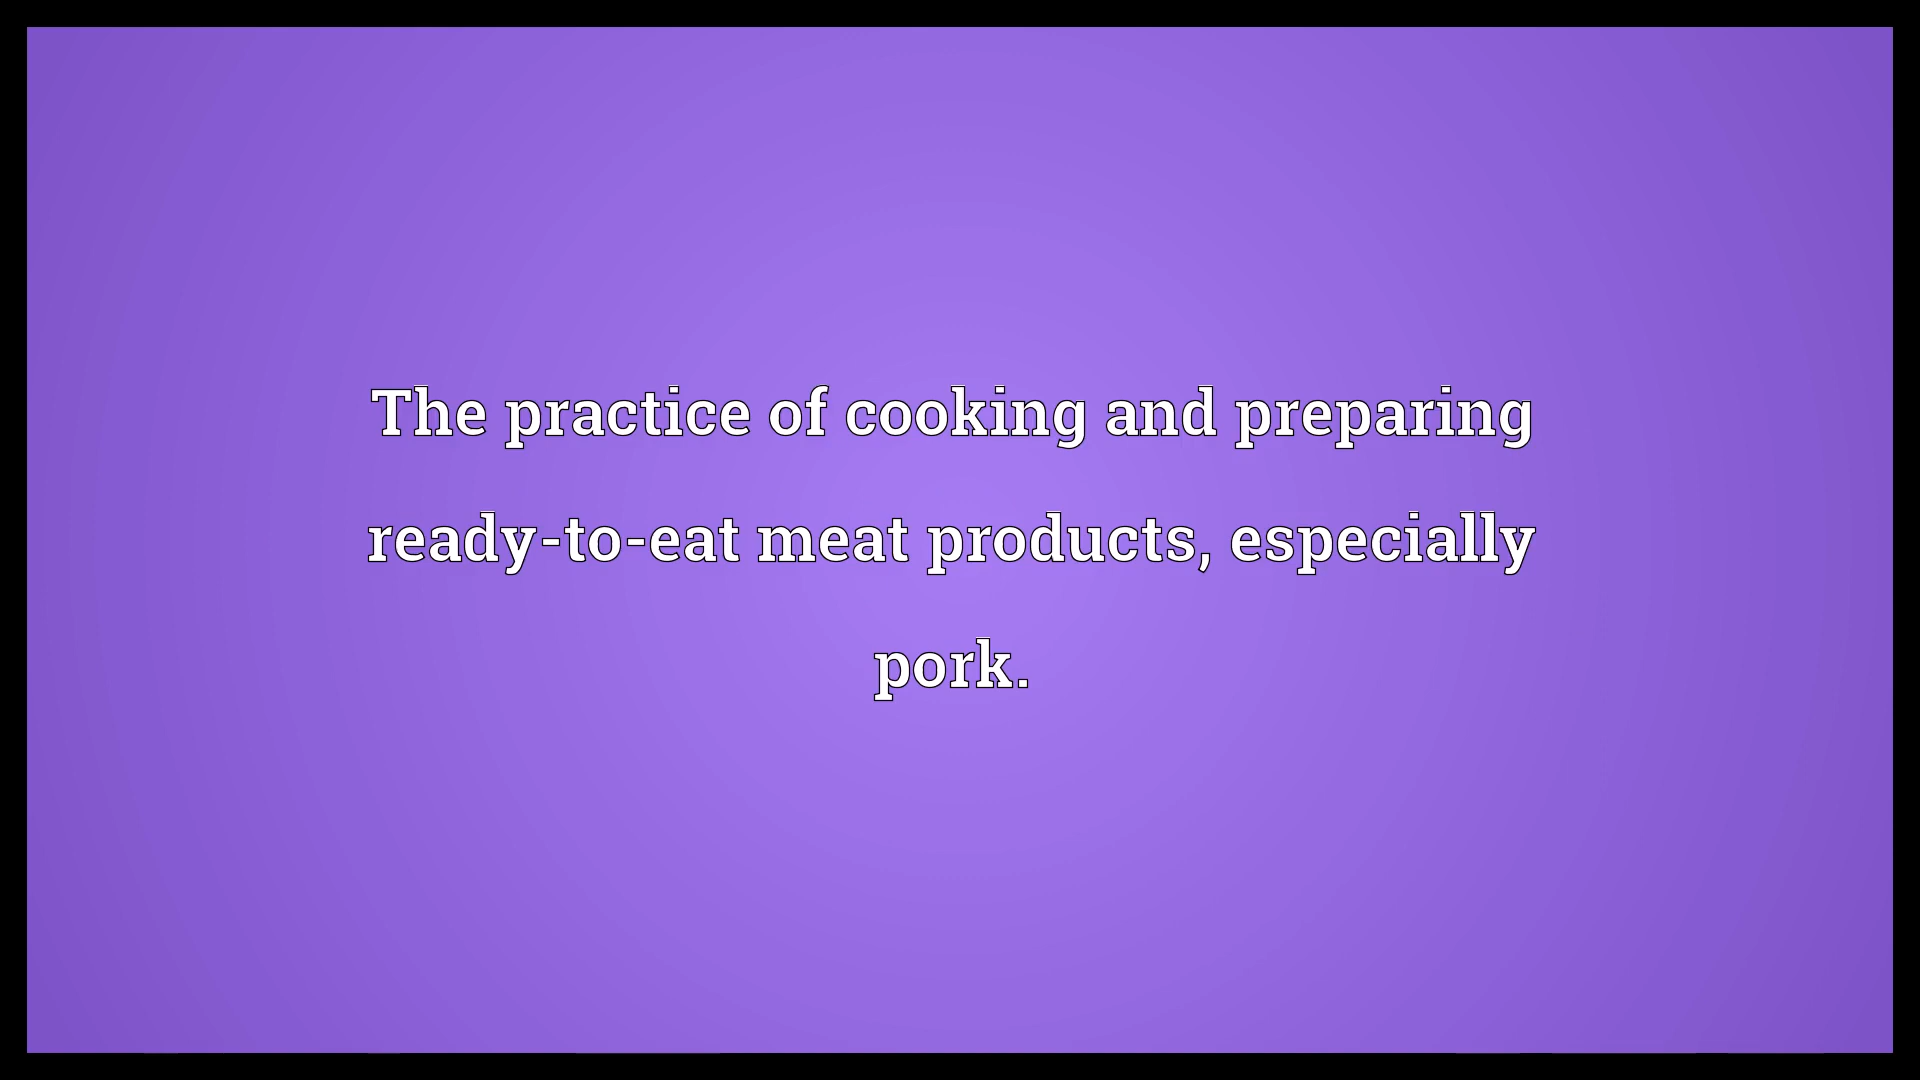 The practice of cooking and preparing
ready-to-eat meat products, especially
pork.